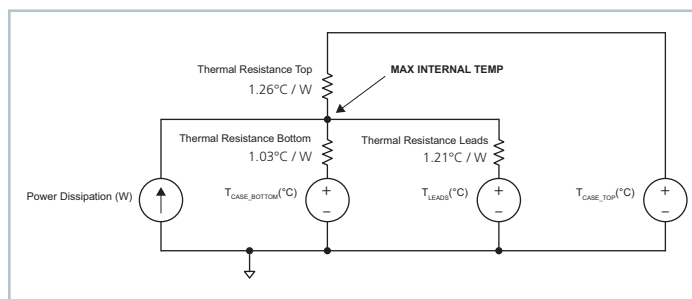 Thermal Resistance Top
1.26°C / W
MAX INTERNAL TEMP
Thermal Resistance Bottom
1.03°C / W
Thermal Resistance Leads
1.21°C / W
Power Dissipation (W)
T_CASE_BOTTOM(°C)
+
–
T_LEADS(°C)
+
–
T_CASE_TOP(°C)
+
–